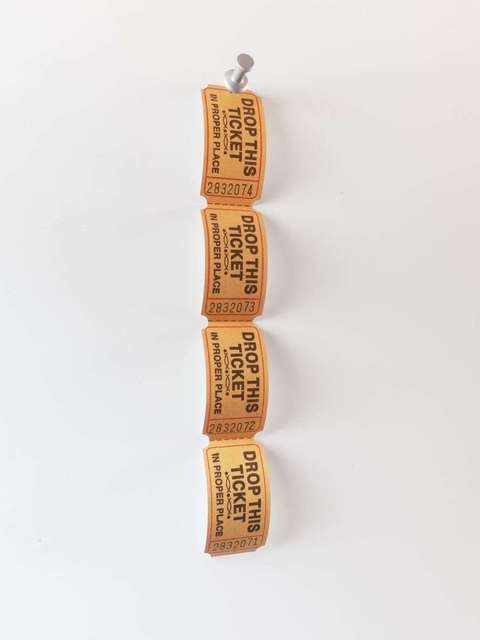 DROP THIS
TICKET
IN PROPER PLACE
2832074
DROP THIS
TICKET
IN PROPER PLACE
2832073
DROP THIS
TICKET
IN PROPER PLACE
2832072
DROP THIS
TICKET
IN PROPER PLACE
2832071